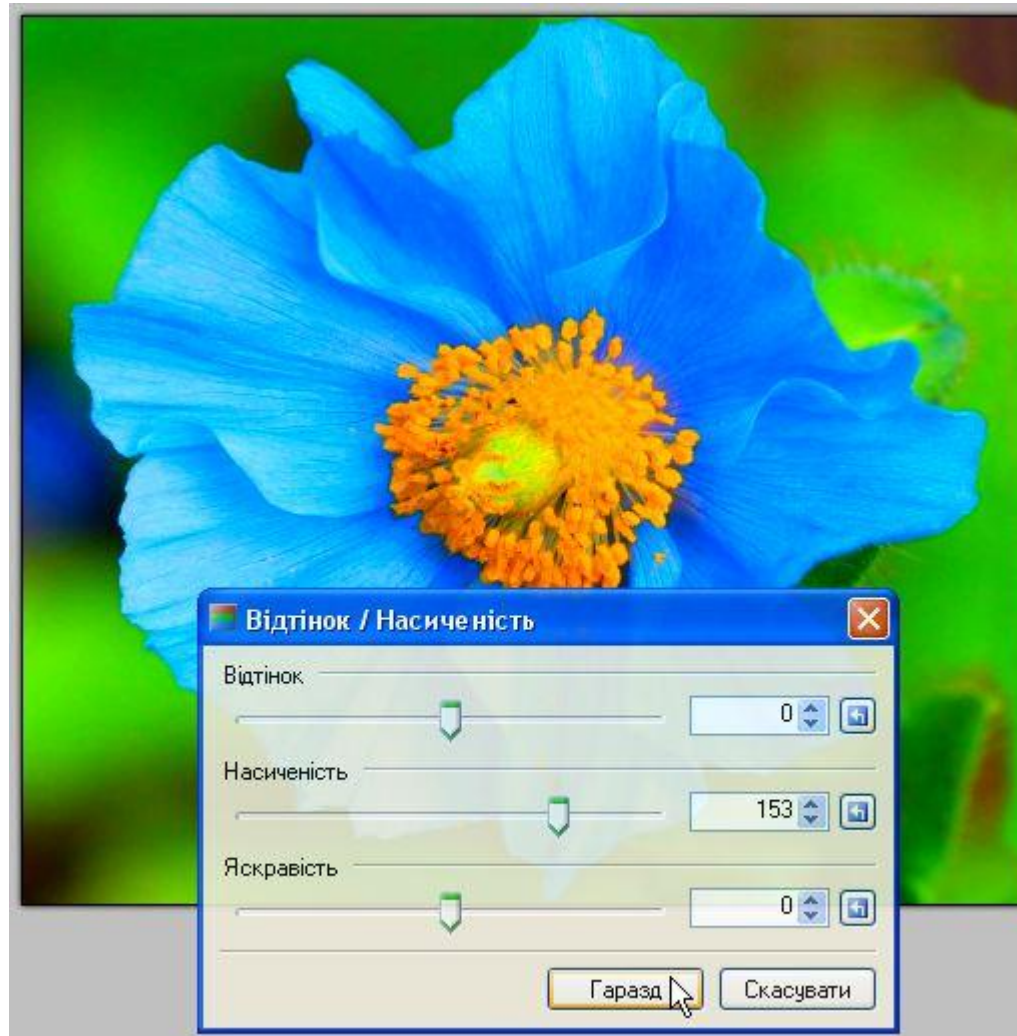 Відтінок / Насиченість
Відтінок
0
Насиченість
153
Яскравість
0
Гаразд
Скасувати